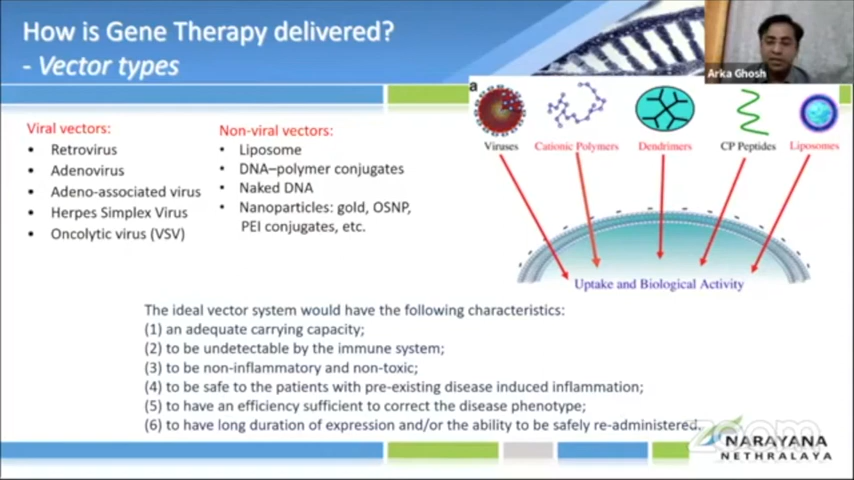 How is Gene Therapy delivered?
- Vector types
Arka Ghosh
Viral vectors:
• Retrovirus
• Adenovirus
• Adeno-associated virus
• Herpes Simplex Virus
• Oncolytic virus (VSV)
Non-viral vectors:
• Liposome
• DNA–polymer conjugates
• Naked DNA
• Nanoparticles: gold, OSNP,
PEI conjugates, etc.
a
Viruses Cationic Polymers Dendrimers CP Peptides Liposomes
Uptake and Biological Activity
The ideal vector system would have the following characteristics:
(1) an adequate carrying capacity;
(2) to be undetectable by the immune system;
(3) to be non-inflammatory and non-toxic;
(4) to be safe to the patients with pre-existing disease induced inflammation;
(5) to have an efficiency sufficient to correct the disease phenotype;
(6) to have long duration of expression and/or the ability to be safely re-administered.
zoom
NARAYANA
NETHRALAYA